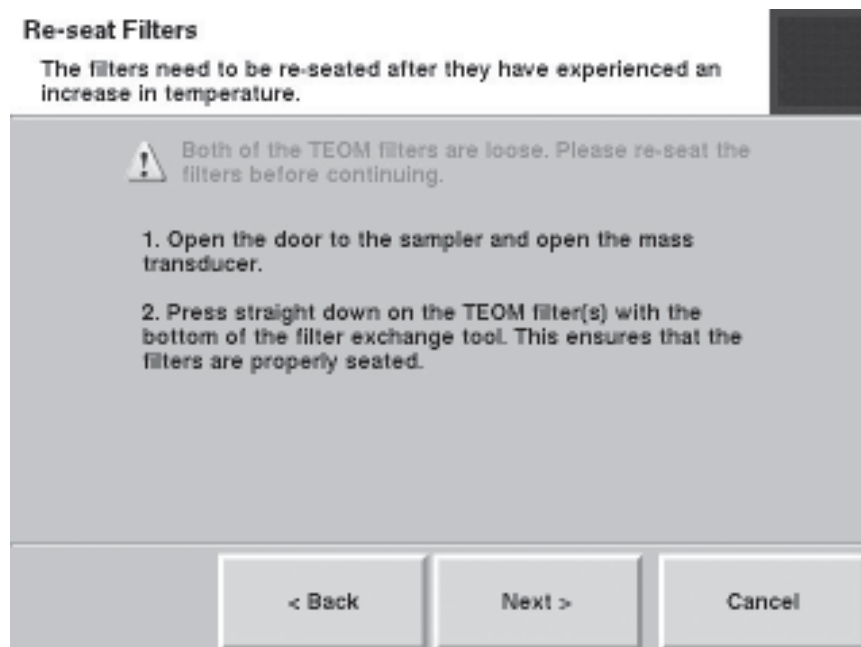 Re-seat Filters
The filters need to be re-seated after they have experienced an
increase in temperature.
Both of the TEOM filters are loose. Please re-seat the
filters before continuing.
1. Open the door to the sampler and open the mass
transducer.
2. Press straight down on the TEOM filter(s) with the
bottom of the filter exchange tool. This ensures that the
filters are properly seated.
< Back
Next >
Cancel